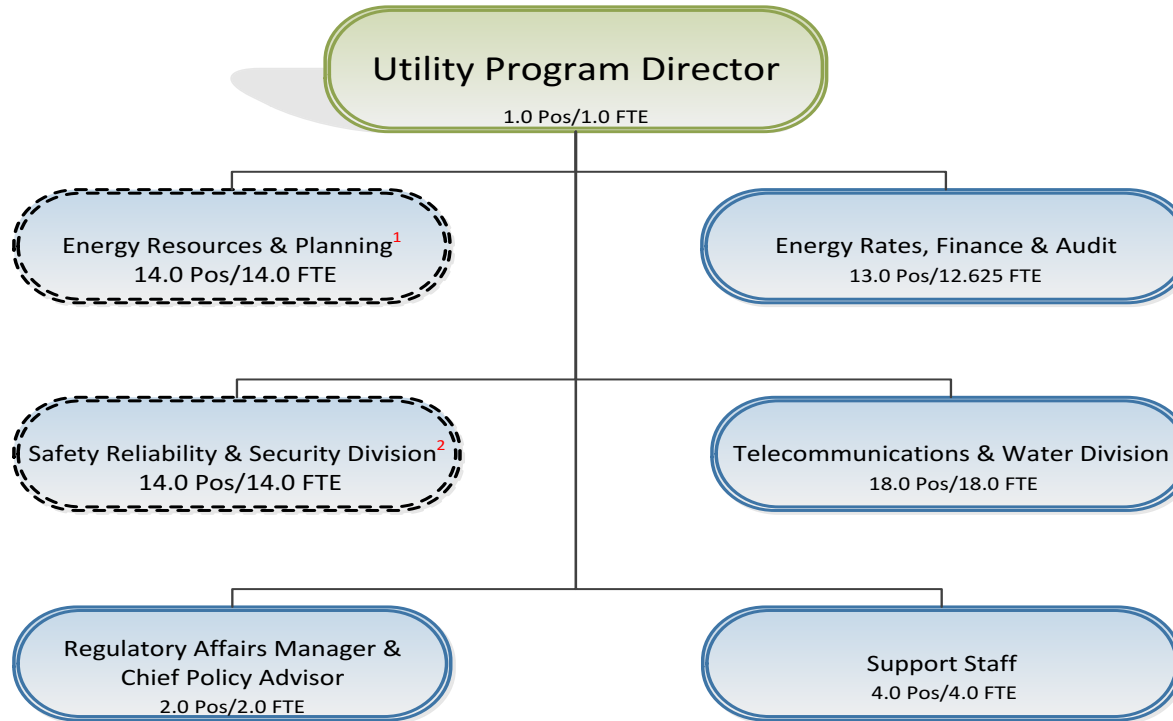 Utility Program Director
1.0 Pos/1.0 FTE
Energy Resources & Planning1
14.0 Pos/14.0 FTE
Energy Rates, Finance & Audit
13.0 Pos/12.625 FTE
Safety Reliability & Security Division2
14.0 Pos/14.0 FTE
Telecommunications & Water Division
18.0 Pos/18.0 FTE
Regulatory Affairs Manager &
Chief Policy Advisor
2.0 Pos/2.0 FTE
Support Staff
4.0 Pos/4.0 FTE